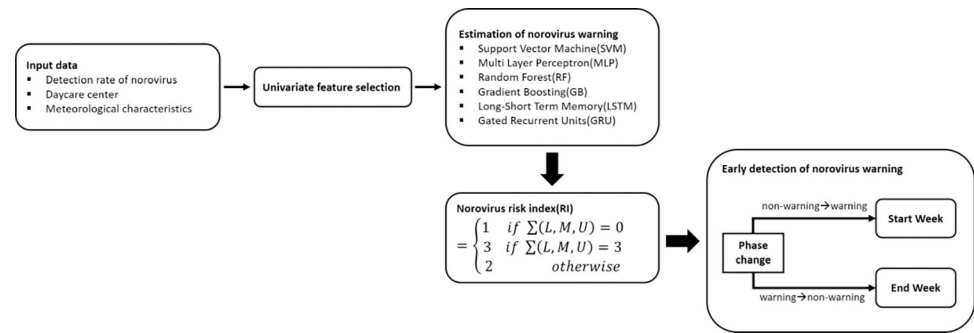 Input data
▪ Detection rate of norovirus
▪ Daycare center
▪ Meteorological characteristics
Univariate feature selection
Estimation of norovirus warning
▪ Support Vector Machine(SVM)
▪ Multi Layer Perceptron(MLP)
▪ Random Forest(RF)
▪ Gradient Boosting(GB)
▪ Long-Short Term Memory(LSTM)
▪ Gated Recurrent Units(GRU)
Norovirus risk index(RI)
1 if ∑(L, M, U) = 0
= { 3 if ∑(L, M, U) = 3
2 otherwise
Early detection of norovirus warning
non-warning→warning
Start Week
Phase
change
warning→non-warning
End Week